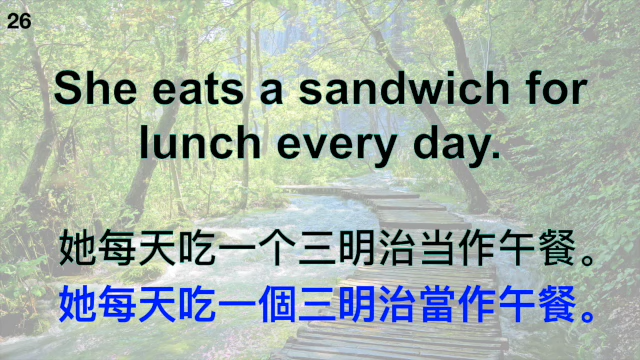 26
She eats a sandwich for
lunch every day.
她每天吃一个三明治当作午餐。
她每天吃一個三明治當作午餐。